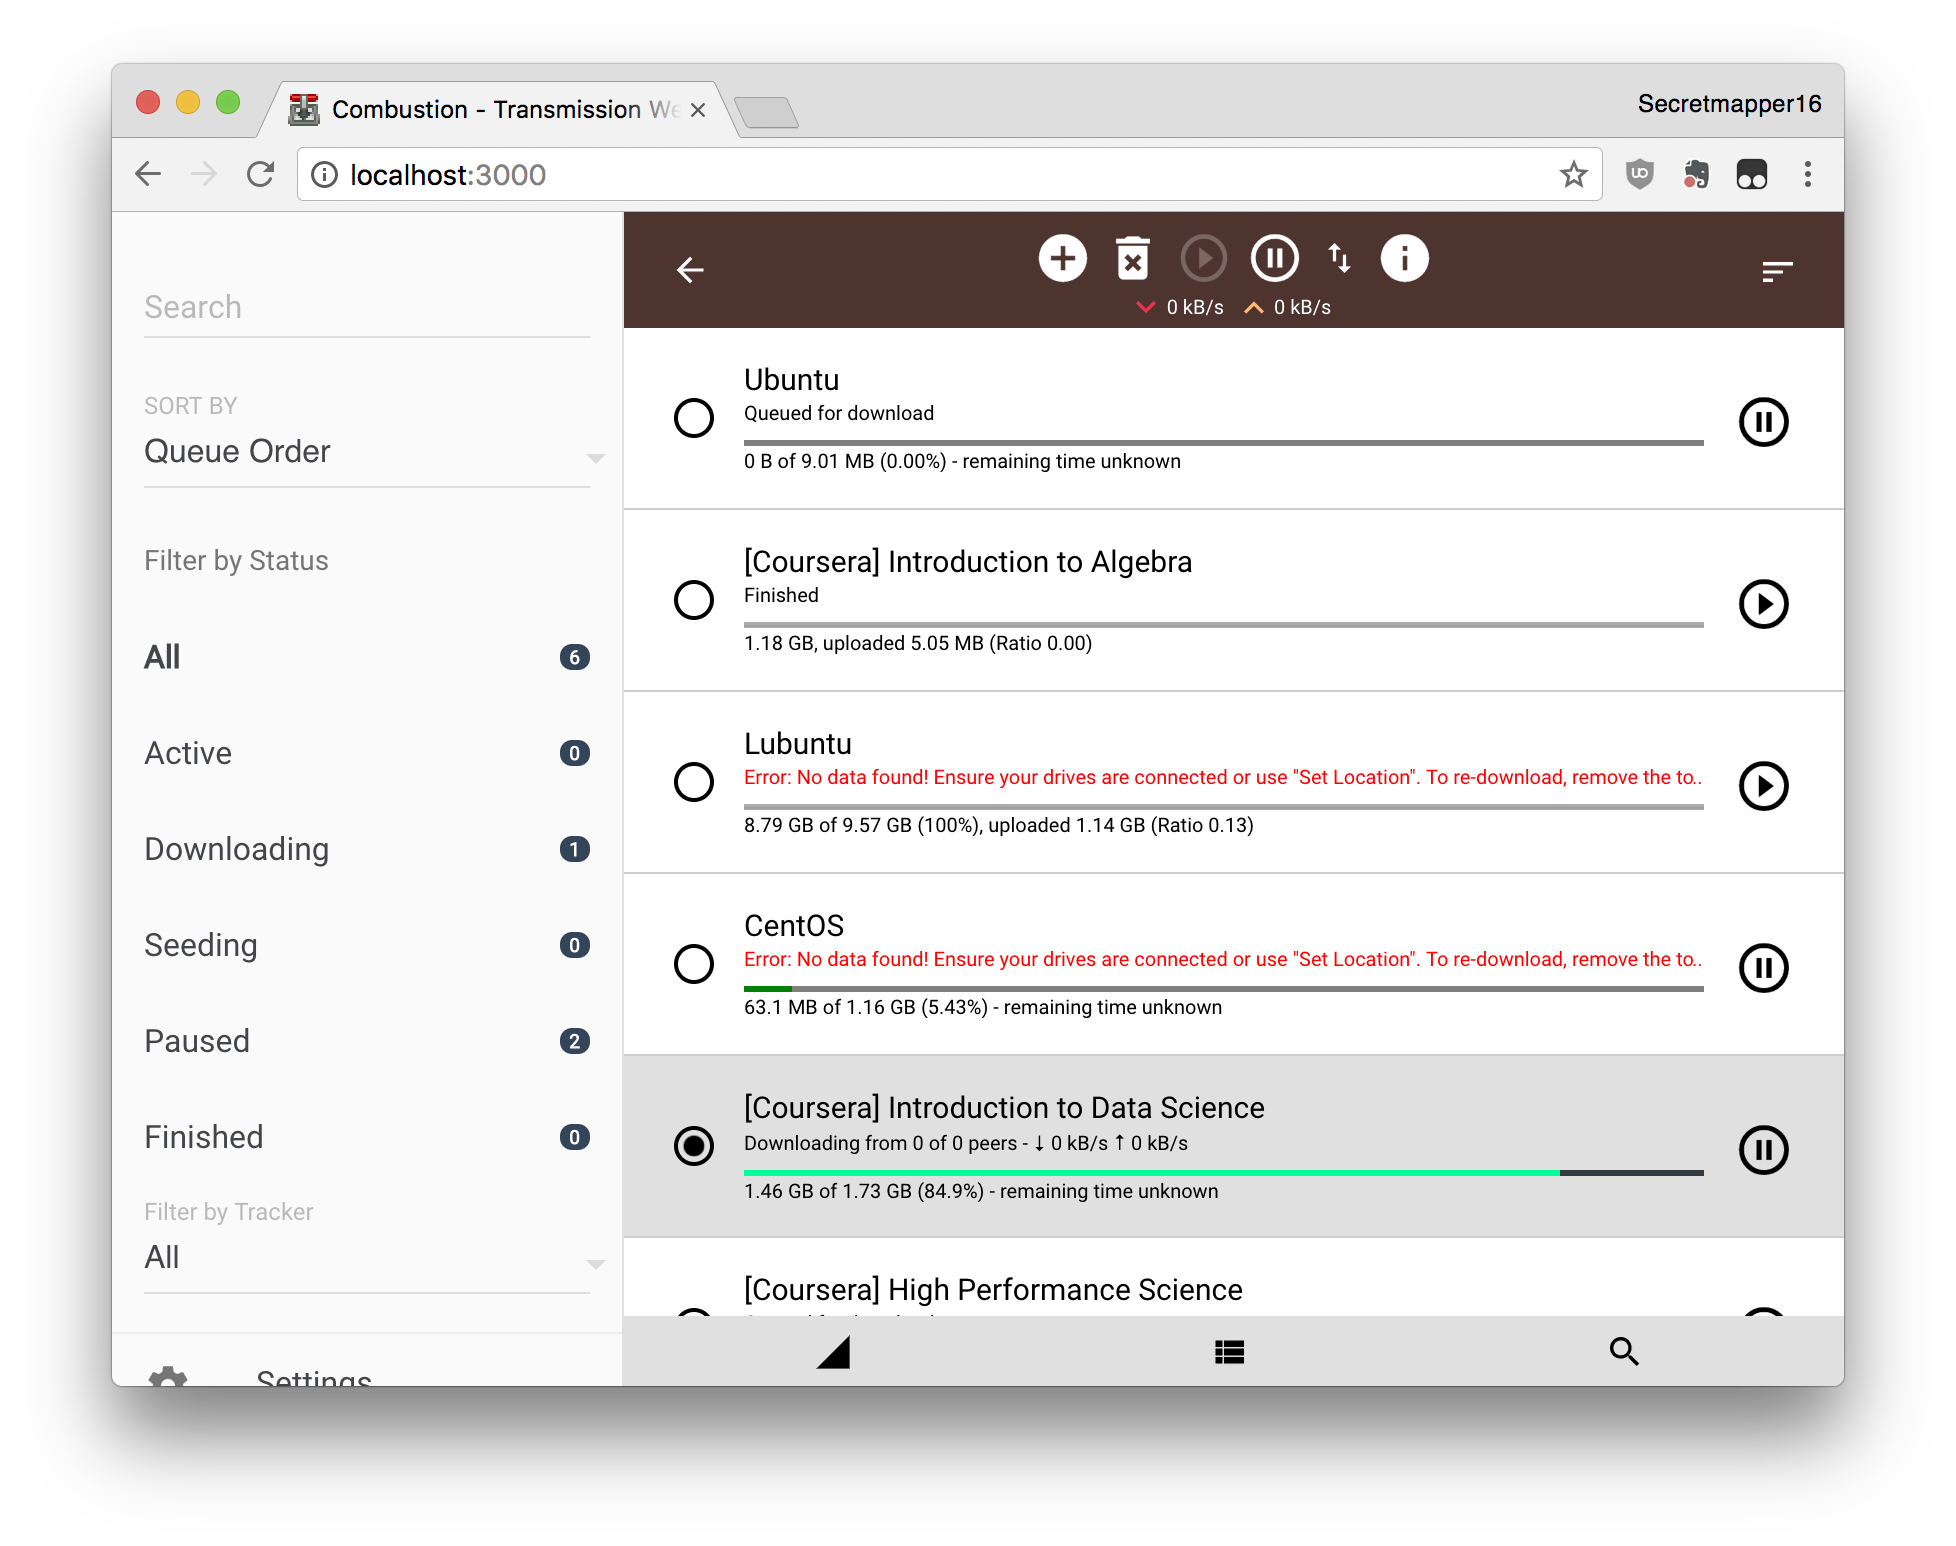 Combustion - Transmission We
Secretmapper16
localhost:3000
Search
SORT BY
Queue Order
Filter by Status
All 6
Active 0
Downloading 1
Seeding 0
Paused 2
Finished 0
Filter by Tracker
All
Settings
0 kB/s 0 kB/s
Ubuntu
Queued for download
0 B of 9.01 MB (0.00%) - remaining time unknown
[Coursera] Introduction to Algebra
Finished
1.18 GB, uploaded 5.05 MB (Ratio 0.00)
Lubuntu
Error: No data found! Ensure your drives are connected or use "Set Location". To re-download, remove the to..
8.79 GB of 9.57 GB (100%), uploaded 1.14 GB (Ratio 0.13)
CentOS
Error: No data found! Ensure your drives are connected or use "Set Location". To re-download, remove the to..
63.1 MB of 1.16 GB (5.43%) - remaining time unknown
[Coursera] Introduction to Data Science
Downloading from 0 of 0 peers - ↓ 0 kB/s ↑ 0 kB/s
1.46 GB of 1.73 GB (84.9%) - remaining time unknown
[Coursera] High Performance Science